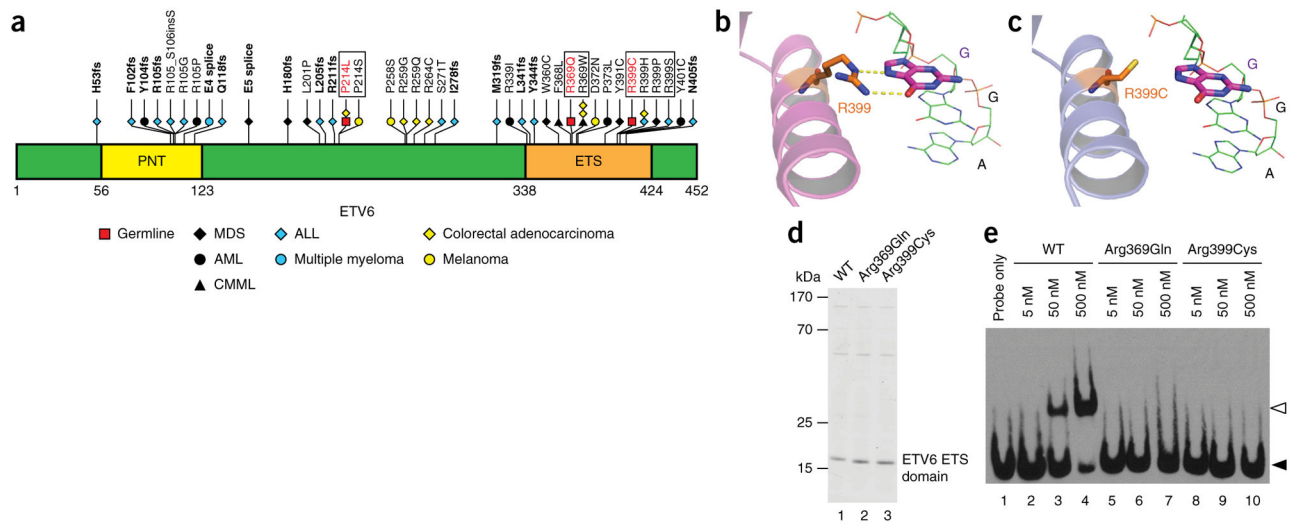 a
H53fs
F102fs
Y104fs
R105fs
R105_S106insS
R105G
R105P
E4 splice
Q118fs
E5 splice
H180fs
L201P
L205fs
R211fs
P214L
P214S
P258S
R259G
R259Q
R264C
S271T
I278fs
M319fs
R339I
L341fs
Y344fs
W360C
F368L
R369Q
R369W
D372N
P373L
Y391C
R399C
R399H
R399H
R399S
Y401C
N405fs
PNT
ETS
1
56
123
338
424
452
ETV6
Germline
MDS
ALL
Colorectal adenocarcinoma
AML
Multiple myeloma
Melanoma
CMML
b
R399
G
G
A
c
R399C
G
G
A
d
kDa
WT
Arg369Gln
Arg399Cys
170
70
25
15
ETV6 ETS
domain
1 2 3
e
Probe only
WT
Arg369Gln
Arg399Cys
5 nM
50 nM
500 nM
5 nM
50 nM
500 nM
5 nM
50 nM
500 nM
1 2 3 4 5 6 7 8 9 10